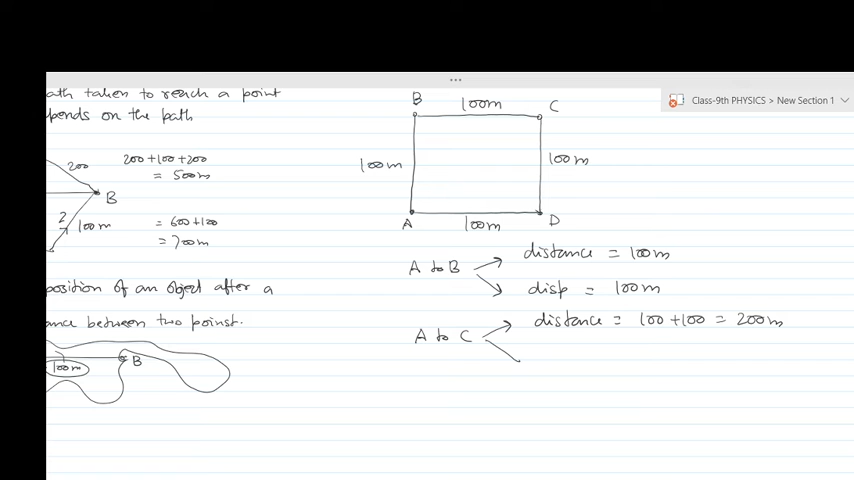 ath taken to reach a point
pends on the path
200
200+100+200
= 500m
B
2
100m
= 600+100
= 700m
position of an object after a
ance between two poinst.
100m
B
Class-9th PHYSICS > New Section 1
B
100m
C
100m
100m
A
100m
D
A to B
distance = 100m
disp = 100m
A to C
distance = 100+100 = 200m